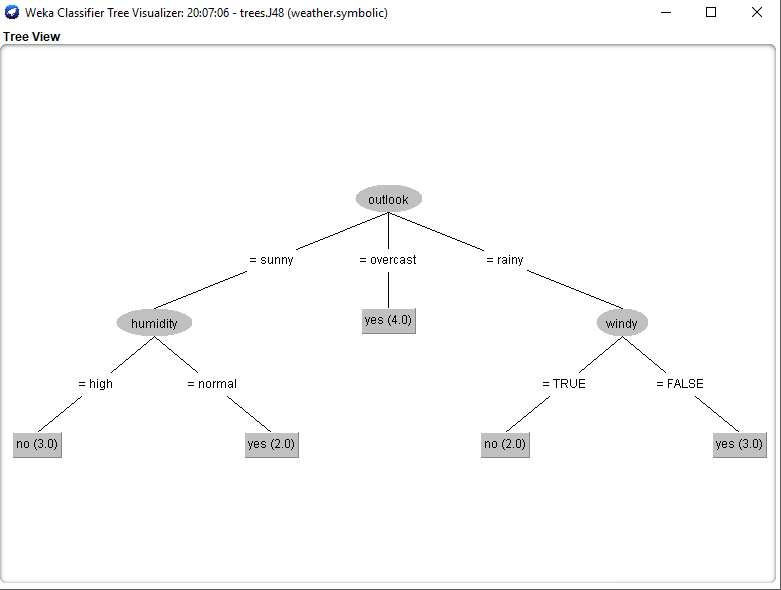 Weka Classifier Tree Visualizer: 20:07:06 - trees.J48 (weather.symbolic)
Tree View
outlook
= sunny
= overcast
= rainy
humidity
yes (4.0)
windy
= high
= normal
= TRUE
= FALSE
no (3.0)
yes (2.0)
no (2.0)
yes (3.0)